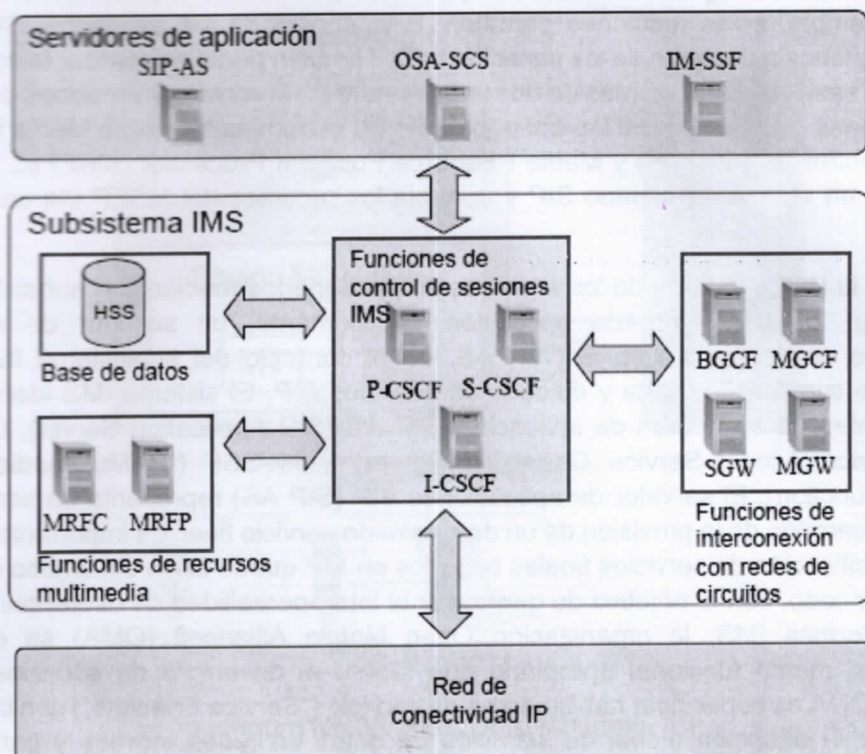 Servidores de aplicación
SIP-AS
OSA-SCS
IM-SSF
Subsistema IMS
HSS
Base de datos
MRFC MRFP
Funciones de recursos
multimedia
Funciones de
control de sesiones
IMS
P-CSCF S-CSCF
I-CSCF
BGCF MGCF
SGW MGW
Funciones de
interconexión
con redes de
circuitos
Red de
conectividad IP